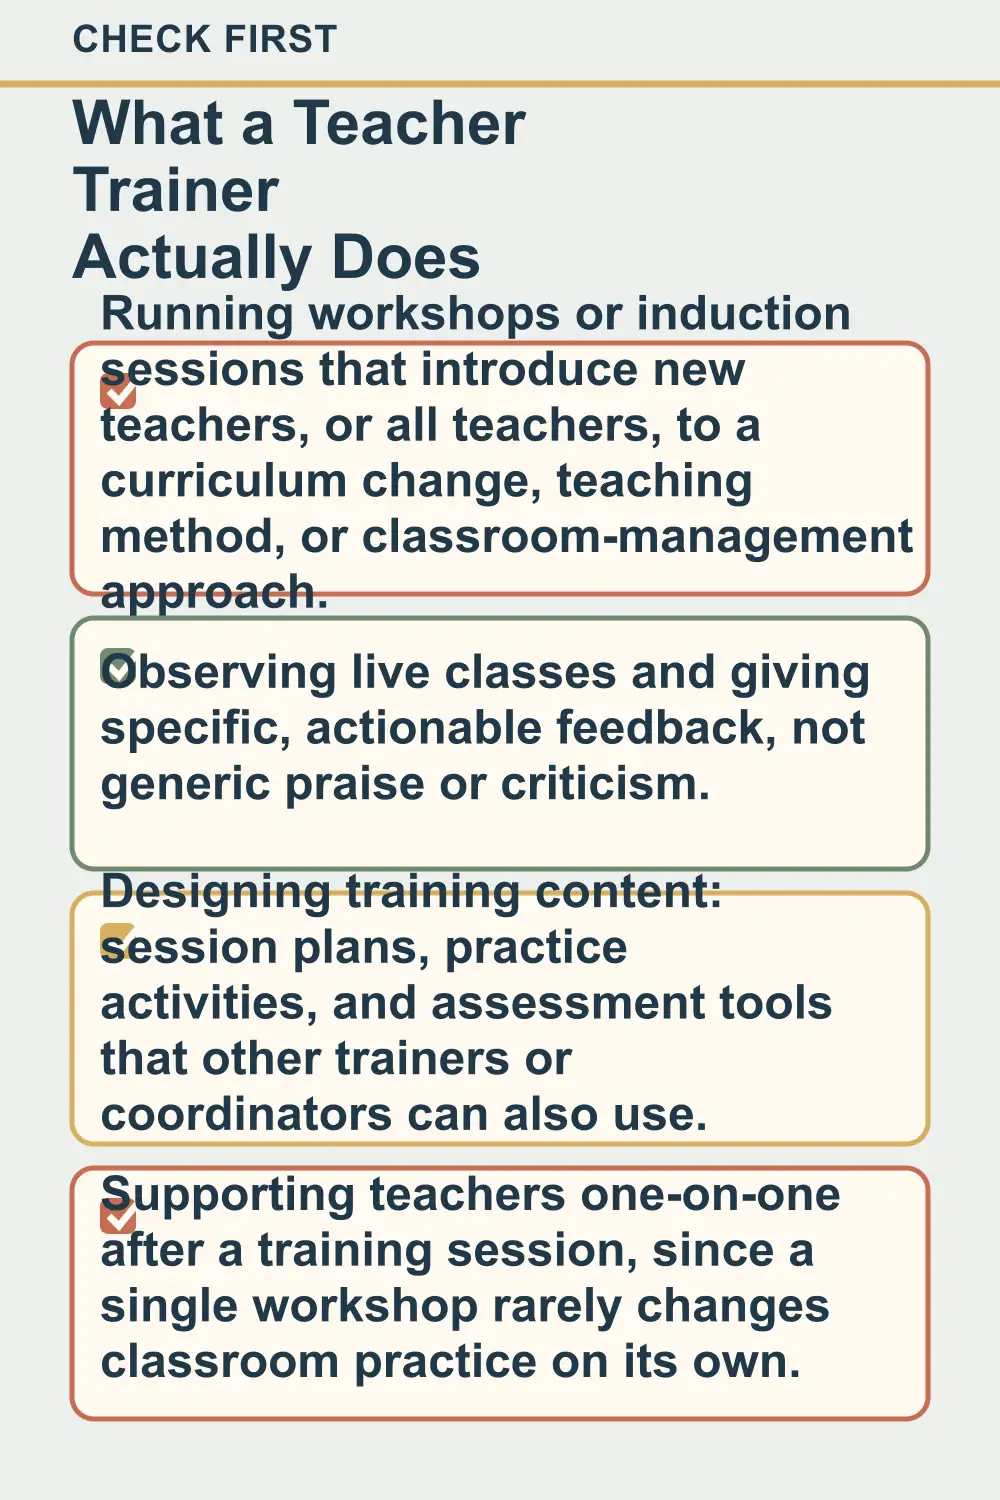 CHECK FIRST
What a Teacher
Trainer
Actually Does
Running workshops or induction
sessions that introduce new
teachers, or all teachers, to a
curriculum change, teaching
method, or classroom-management
approach.
Observing live classes and giving
specific, actionable feedback, not
generic praise or criticism.
Designing training content:
session plans, practice
activities, and assessment tools
that other trainers or
coordinators can also use.
Supporting teachers one-on-one
after a training session, since a
single workshop rarely changes
classroom practice on its own.